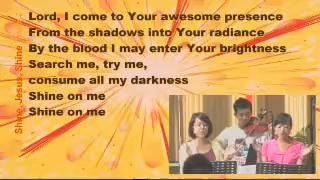 Lord, I come to Your awesome presence
From the shadows into Your radiance
By the blood I may enter Your brightness
Search me, try me,
consume all my darkness
Shine on me
Shine on me
Shine, Jesus, Shine